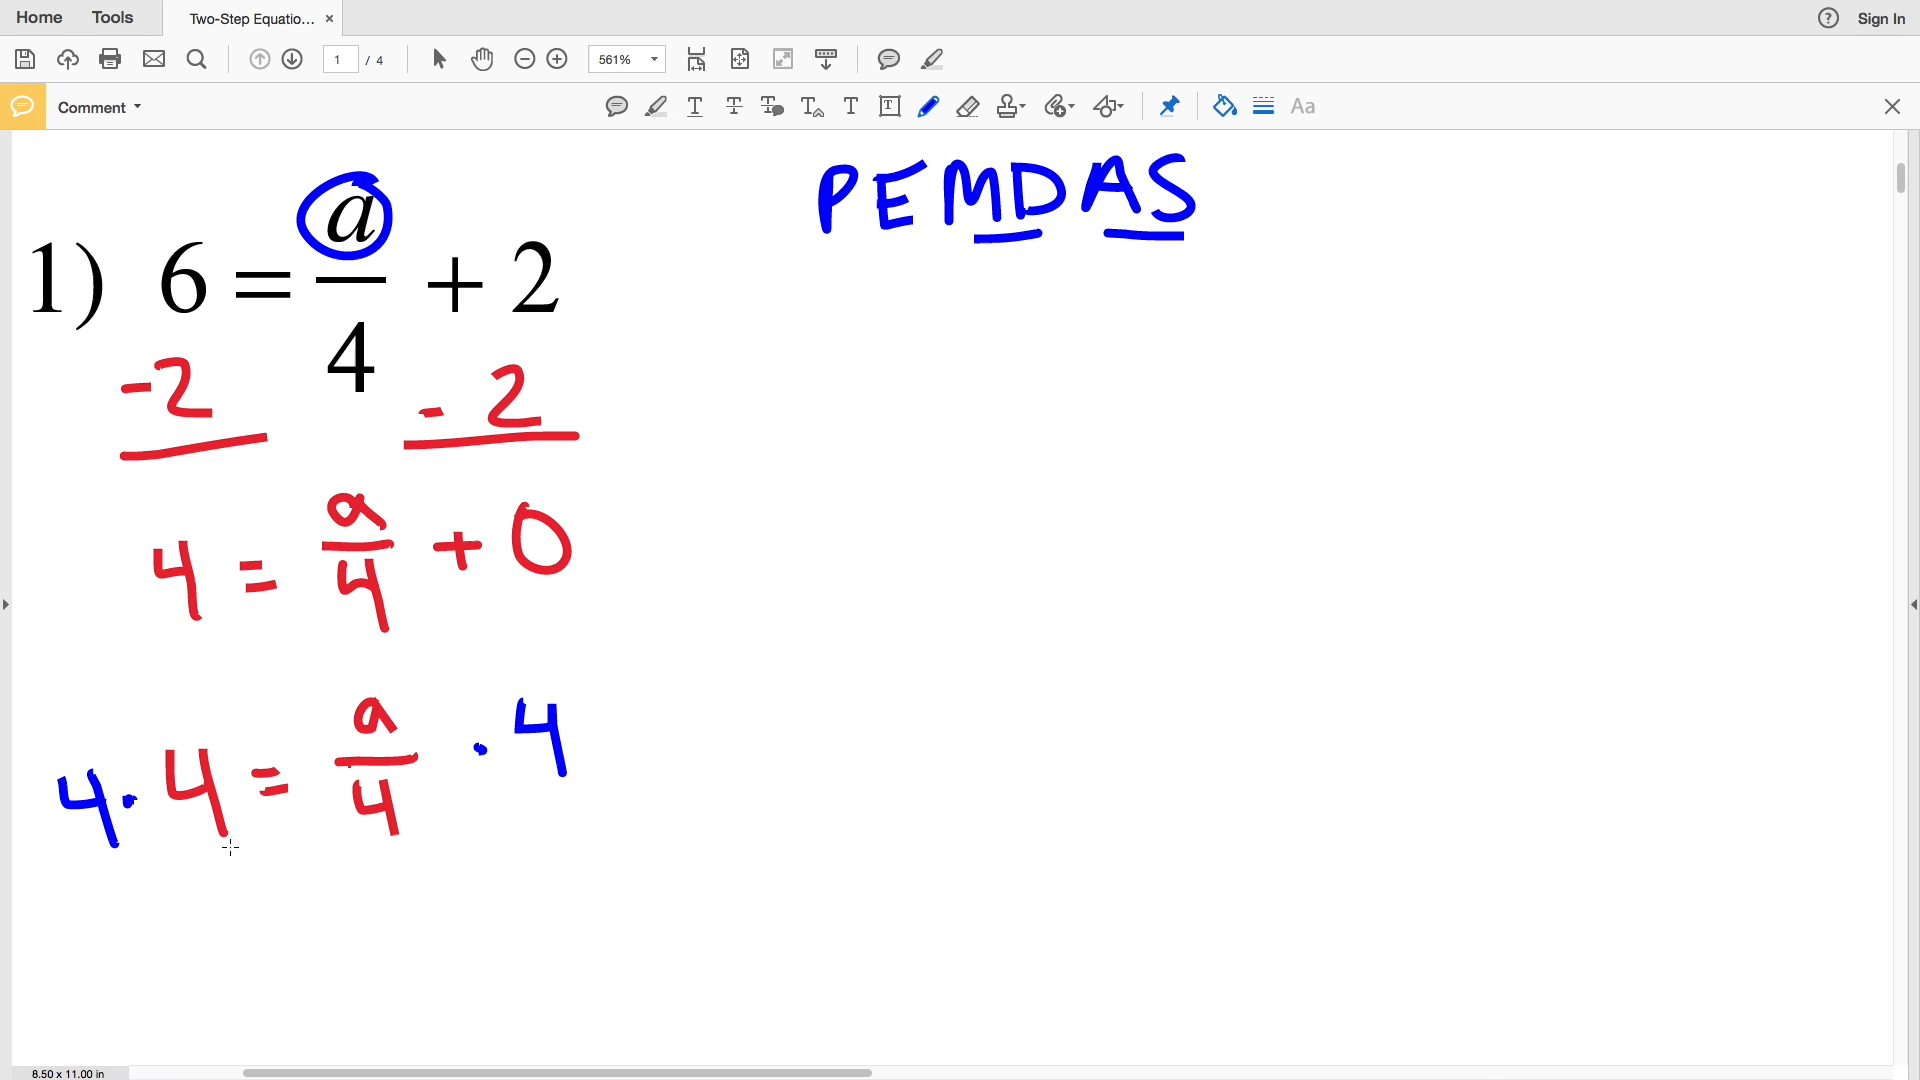 Home Tools Two-Step Equatio... × ? Sign In
1 / 4 561%
Comment T T T T T T Aa
PEMDAS
1) 6 = a/4 + 2
-2 - 2
4 = a/4 + 0
4 · 4 = a/4 · 4
8.50 x 11.00 in